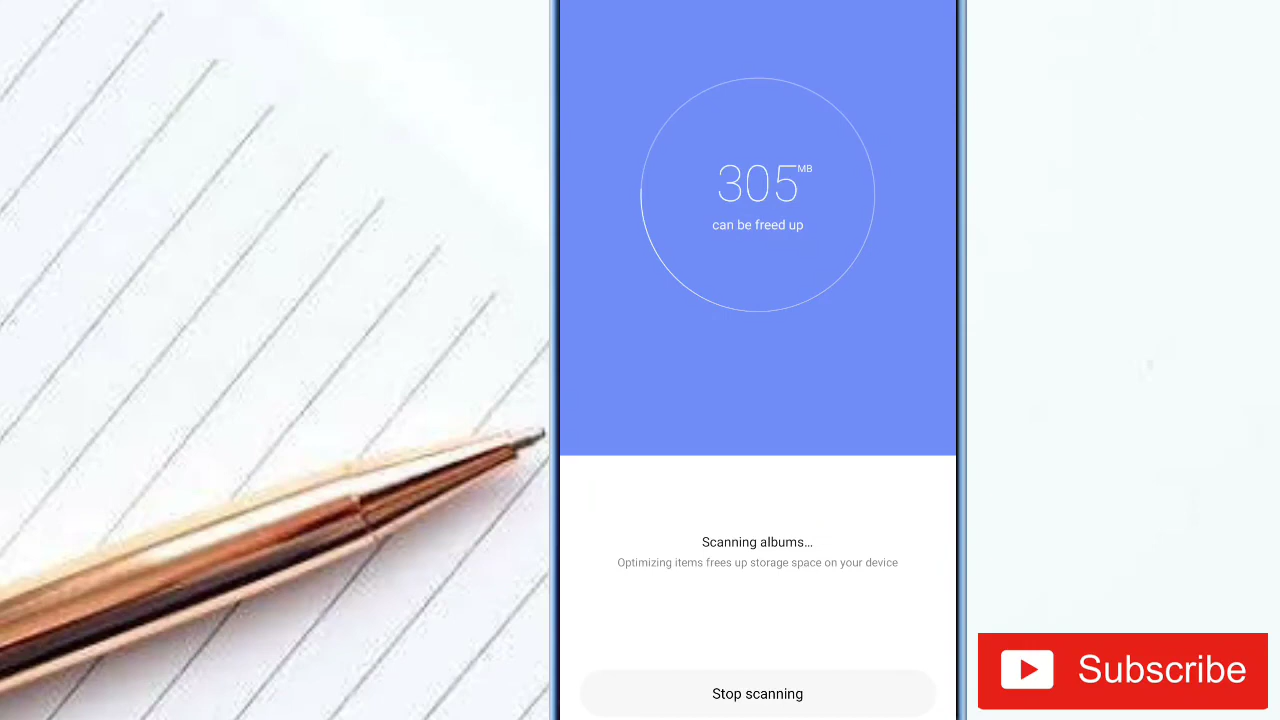 305 MB
can be freed up
Scanning albums...
Optimizing items frees up storage space on your device
Stop scanning
Subscribe